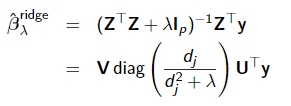 β̂_λ^ridge = (Z^⊤Z + λI_p)^−1 Z^⊤y
= V diag ( d_j / (d_j^2 + λ) ) U^⊤y